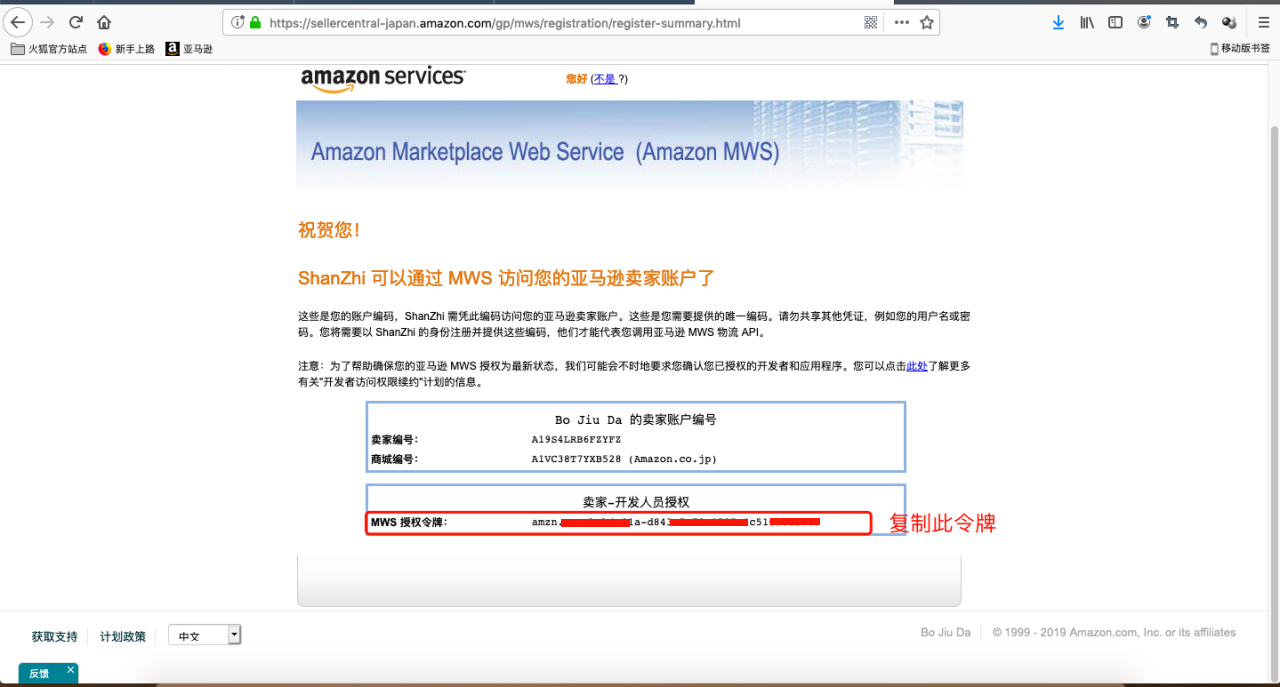 https://sellercentral-japan.amazon.com/gp/mws/registration/register-summary.html
火狐官方站点 新手上路 亚马逊 移动版书签
amazon services 您好 (不是 ?)
Amazon Marketplace Web Service (Amazon MWS)
祝贺您!
ShanZhi 可以通过 MWS 访问您的亚马逊卖家账户了
这些是您的账户编码，ShanZhi 需凭此编码访问您的亚马逊卖家账户。这些是您需要提供的唯一编码。请勿共享其他凭证，例如您的用户名或密
码。您将需要以 ShanZhi 的身份注册并提供这些编码，他们才能代表您调用亚马逊 MWS 物流 API。
注意：为了帮助确保您的亚马逊 MWS 授权为最新状态，我们可能会不时地要求您确认您已授权的开发者和应用程序。您可以点击此处了解更多
有关"开发者访问权限续约"计划的信息。
Bo Jiu Da 的卖家账户编号
卖家编号： A19S4LRB6FZYFZ
商城编号： A1VC38T7YXB528 (Amazon.co.jp)
卖家-开发人员授权
MWS 授权令牌： amzn. a-d843 c51
复制此令牌
获取支持 计划政策 中文 Bo Jiu Da © 1999 - 2019 Amazon.com, Inc. or its affiliates
反馈